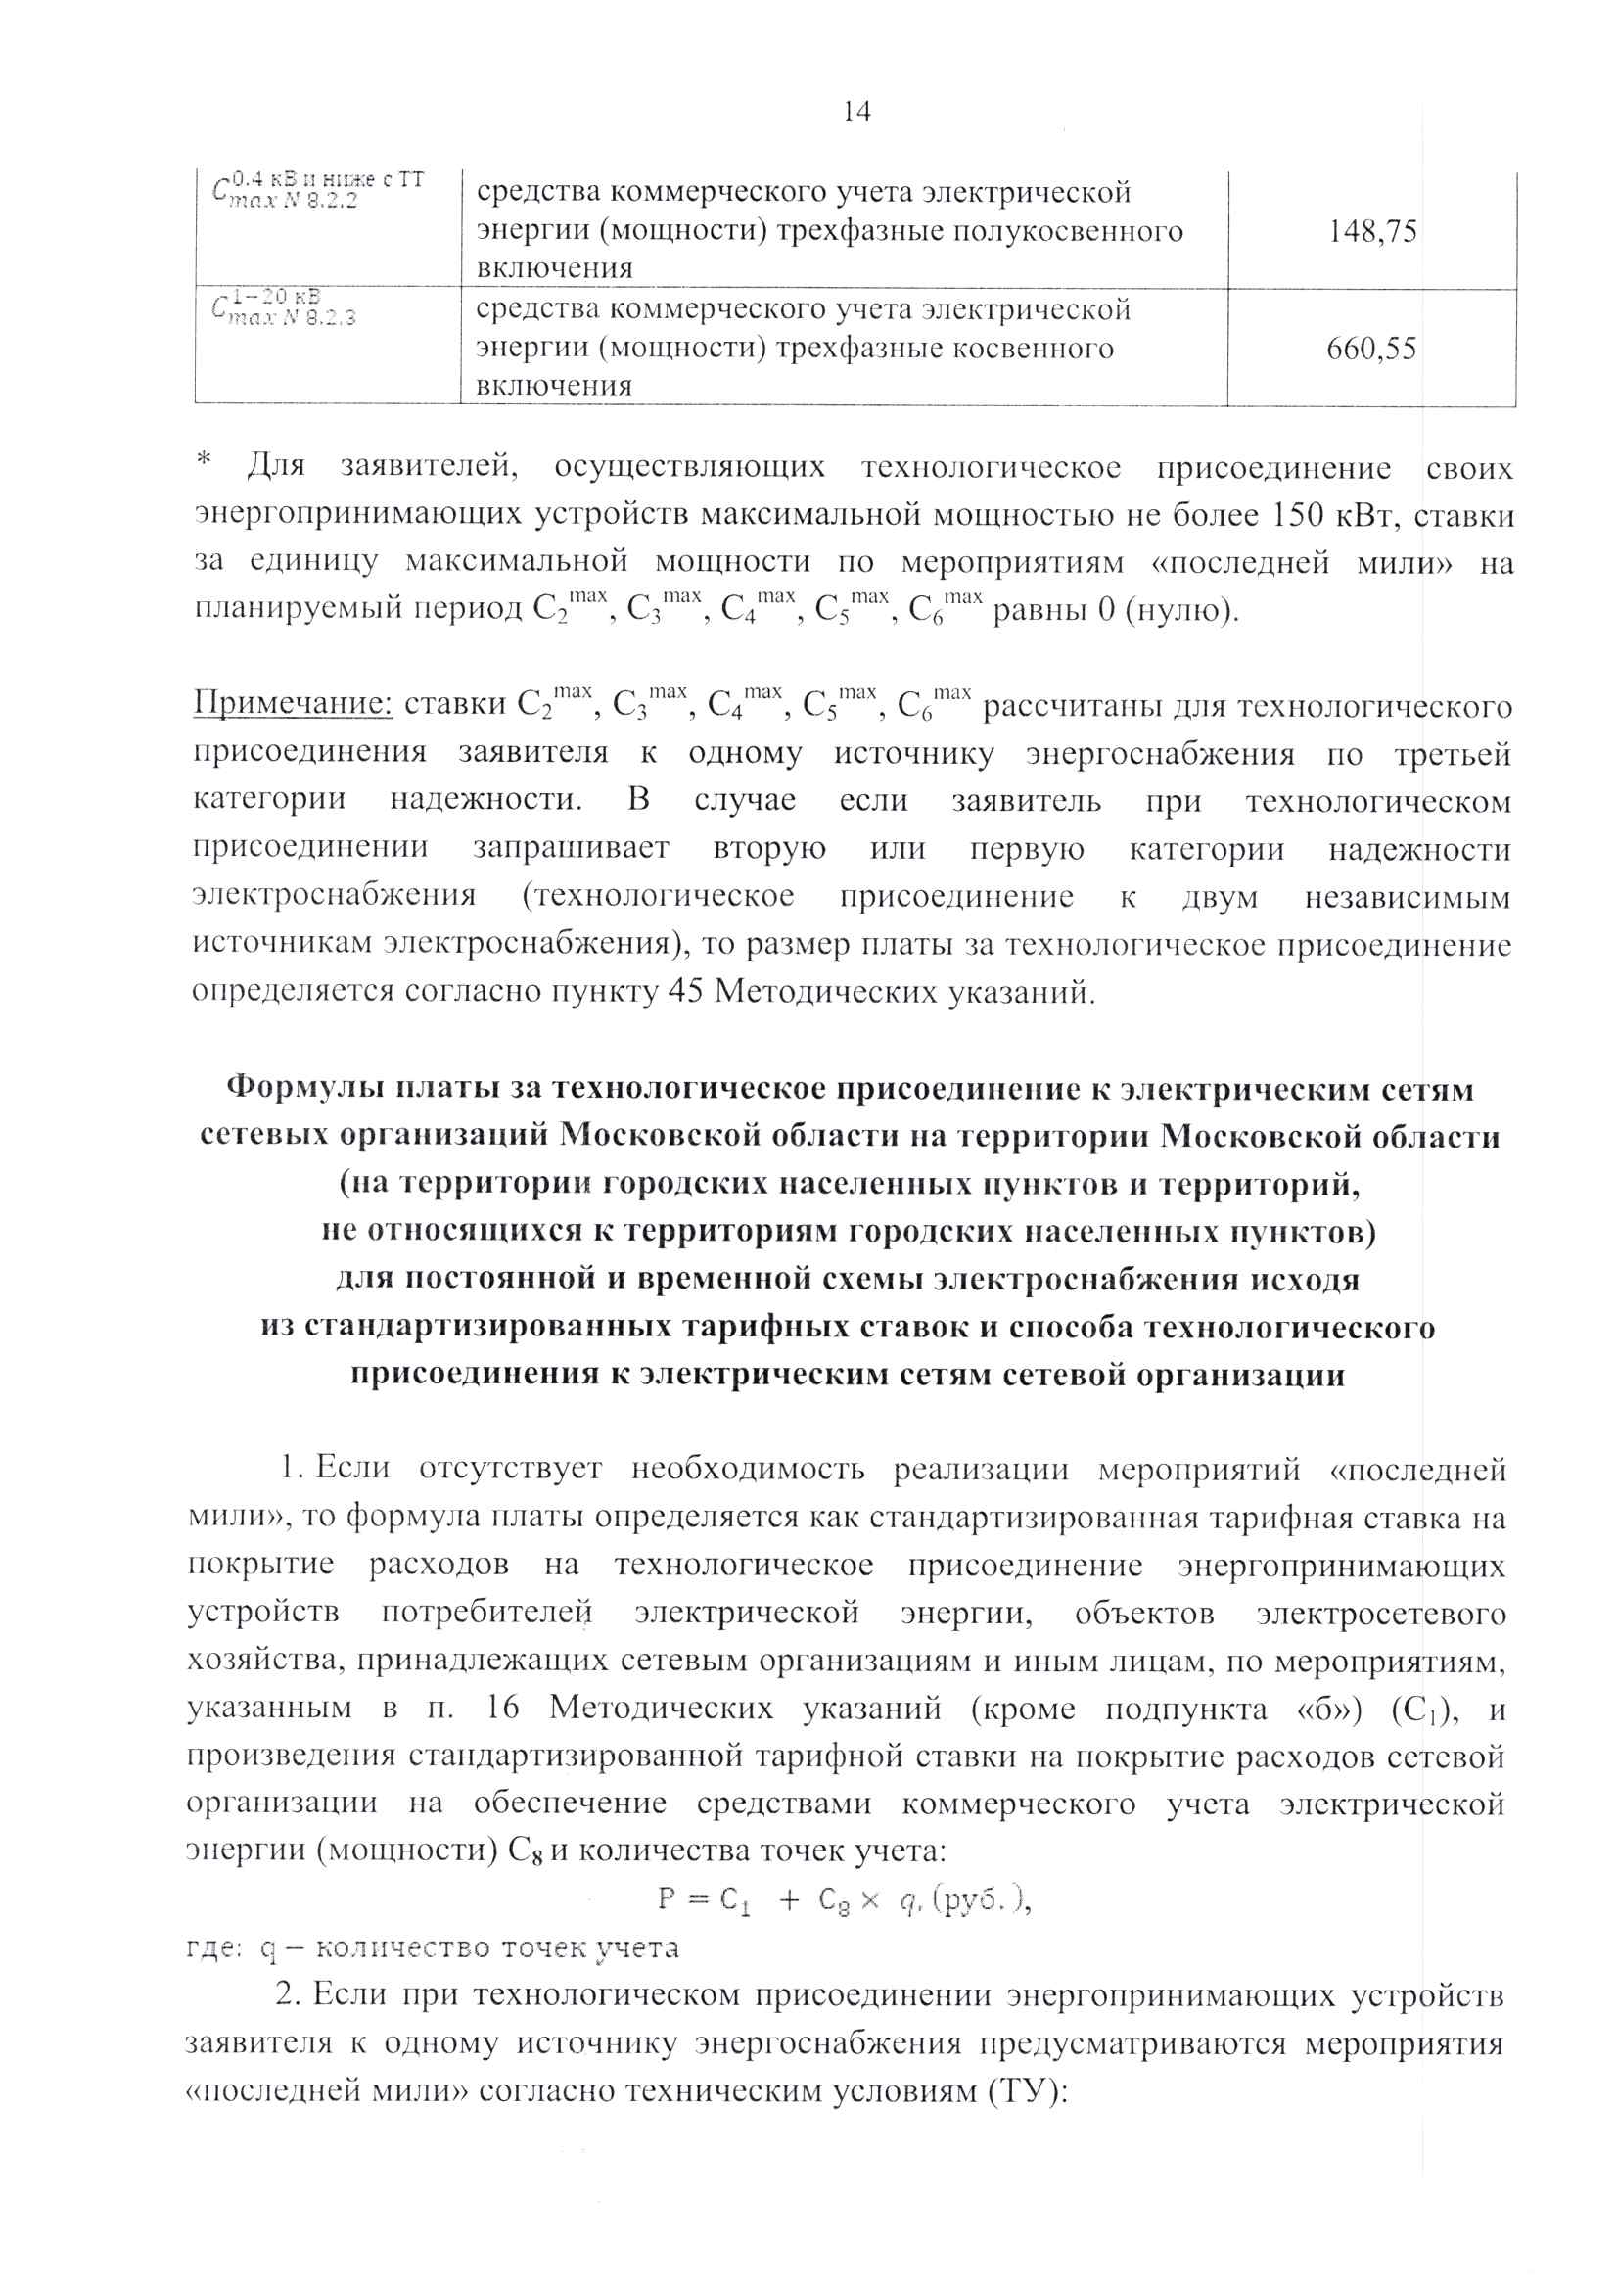 14
C 0.4 кВ и ниже с ТТ max N 8.2.2
средства коммерческого учета электрической
энергии (мощности) трехфазные полукосвенного
включения
148,75
C 1–20 кВ max N 8.2.3
средства коммерческого учета электрической
энергии (мощности) трехфазные косвенного
включения
660,55
* Для заявителей, осуществляющих технологическое присоединение своих
энергопринимающих устройств максимальной мощностью не более 150 кВт, ставки
за единицу максимальной мощности по мероприятиям «последней мили» на
планируемый период C₂max, C₃max, C₄max, C₅max, C₆max равны 0 (нулю).
Примечание: ставки C₂max, C₃max, C₄max, C₅max, C₆max рассчитаны для технологического
присоединения заявителя к одному источнику энергоснабжения по третьей
категории надежности. В случае если заявитель при технологическом
присоединении запрашивает вторую или первую категории надежности
электроснабжения (технологическое присоединение к двум независимым
источникам электроснабжения), то размер платы за технологическое присоединение
определяется согласно пункту 45 Методических указаний.
Формулы платы за технологическое присоединение к электрическим сетям
сетевых организаций Московской области на территории Московской области
(на территории городских населенных пунктов и территорий,
не относящихся к территориям городских населенных пунктов)
для постоянной и временной схемы электроснабжения исходя
из стандартизированных тарифных ставок и способа технологического
присоединения к электрическим сетям сетевой организации
1. Если отсутствует необходимость реализации мероприятий «последней
мили», то формула платы определяется как стандартизированная тарифная ставка на
покрытие расходов на технологическое присоединение энергопринимающих
устройств потребителей электрической энергии, объектов электросетевого
хозяйства, принадлежащих сетевым организациям и иным лицам, по мероприятиям,
указанным в п. 16 Методических указаний (кроме подпункта «б») (C₁), и
произведения стандартизированной тарифной ставки на покрытие расходов сетевой
организации на обеспечение средствами коммерческого учета электрической
энергии (мощности) C₈ и количества точек учета:
P = C₁ + C₈ × q, (руб.),
где: q – количество точек учета
2. Если при технологическом присоединении энергопринимающих устройств
заявителя к одному источнику энергоснабжения предусматриваются мероприятия
«последней мили» согласно техническим условиям (ТУ):